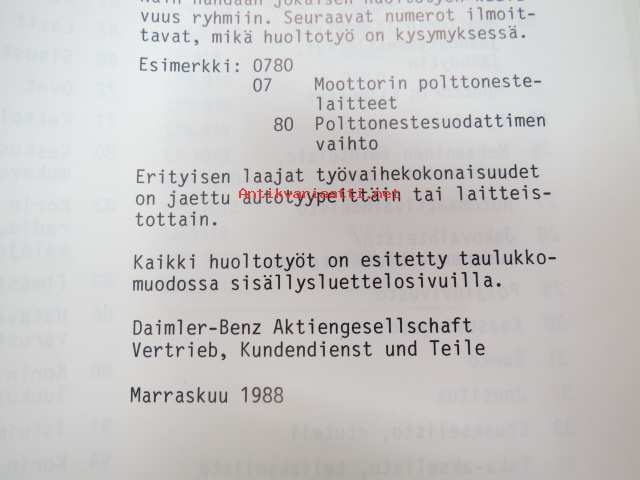 vuus ryhmiin. Seuraavat numerot ilmoit-
tavat, mikä huoltotyö on kysymyksessä.
Esimerkki: 0780
07 Moottorin polttoneste-
laitteet
80 Polttonestesuodattimen
vaihto
Erityisen laajat työvaihekokonaisuudet
on jaettu autotyypeittäin tai laitteis-
tottain.
Antikvariaatti.net
Kaikki huoltotyöt on esitetty taulukko-
muodossa sisällysluettelosivuilla.
Daimler-Benz Aktiengesellschaft
Vertrieb, Kundendienst und Teile
Marraskuu 1988